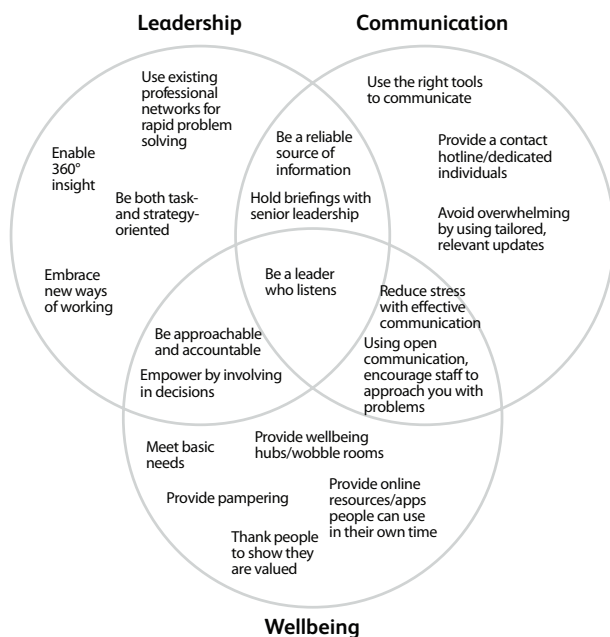 Leadership
Communication
Use existing
professional
networks for
rapid problem
solving
Enable
360°
insight
Be both task-
and strategy-
oriented
Embrace
new ways
of working
Be a reliable
source of
information
Hold briefings with
senior leadership
Use the right tools
to communicate
Provide a contact
hotline/dedicated
individuals
Avoid overwhelming
by using tailored,
relevant updates
Be a leader
who listens
Be approachable
and accountable
Empower by involving
in decisions
Reduce stress
with effective
communication
Using open
communication,
encourage staff to
approach you with
problems
Meet basic
needs
Provide wellbeing
hubs/wobble rooms
Provide pampering
Provide online
resources/apps
people can use
in their own time
Thank people
to show they
are valued
Wellbeing